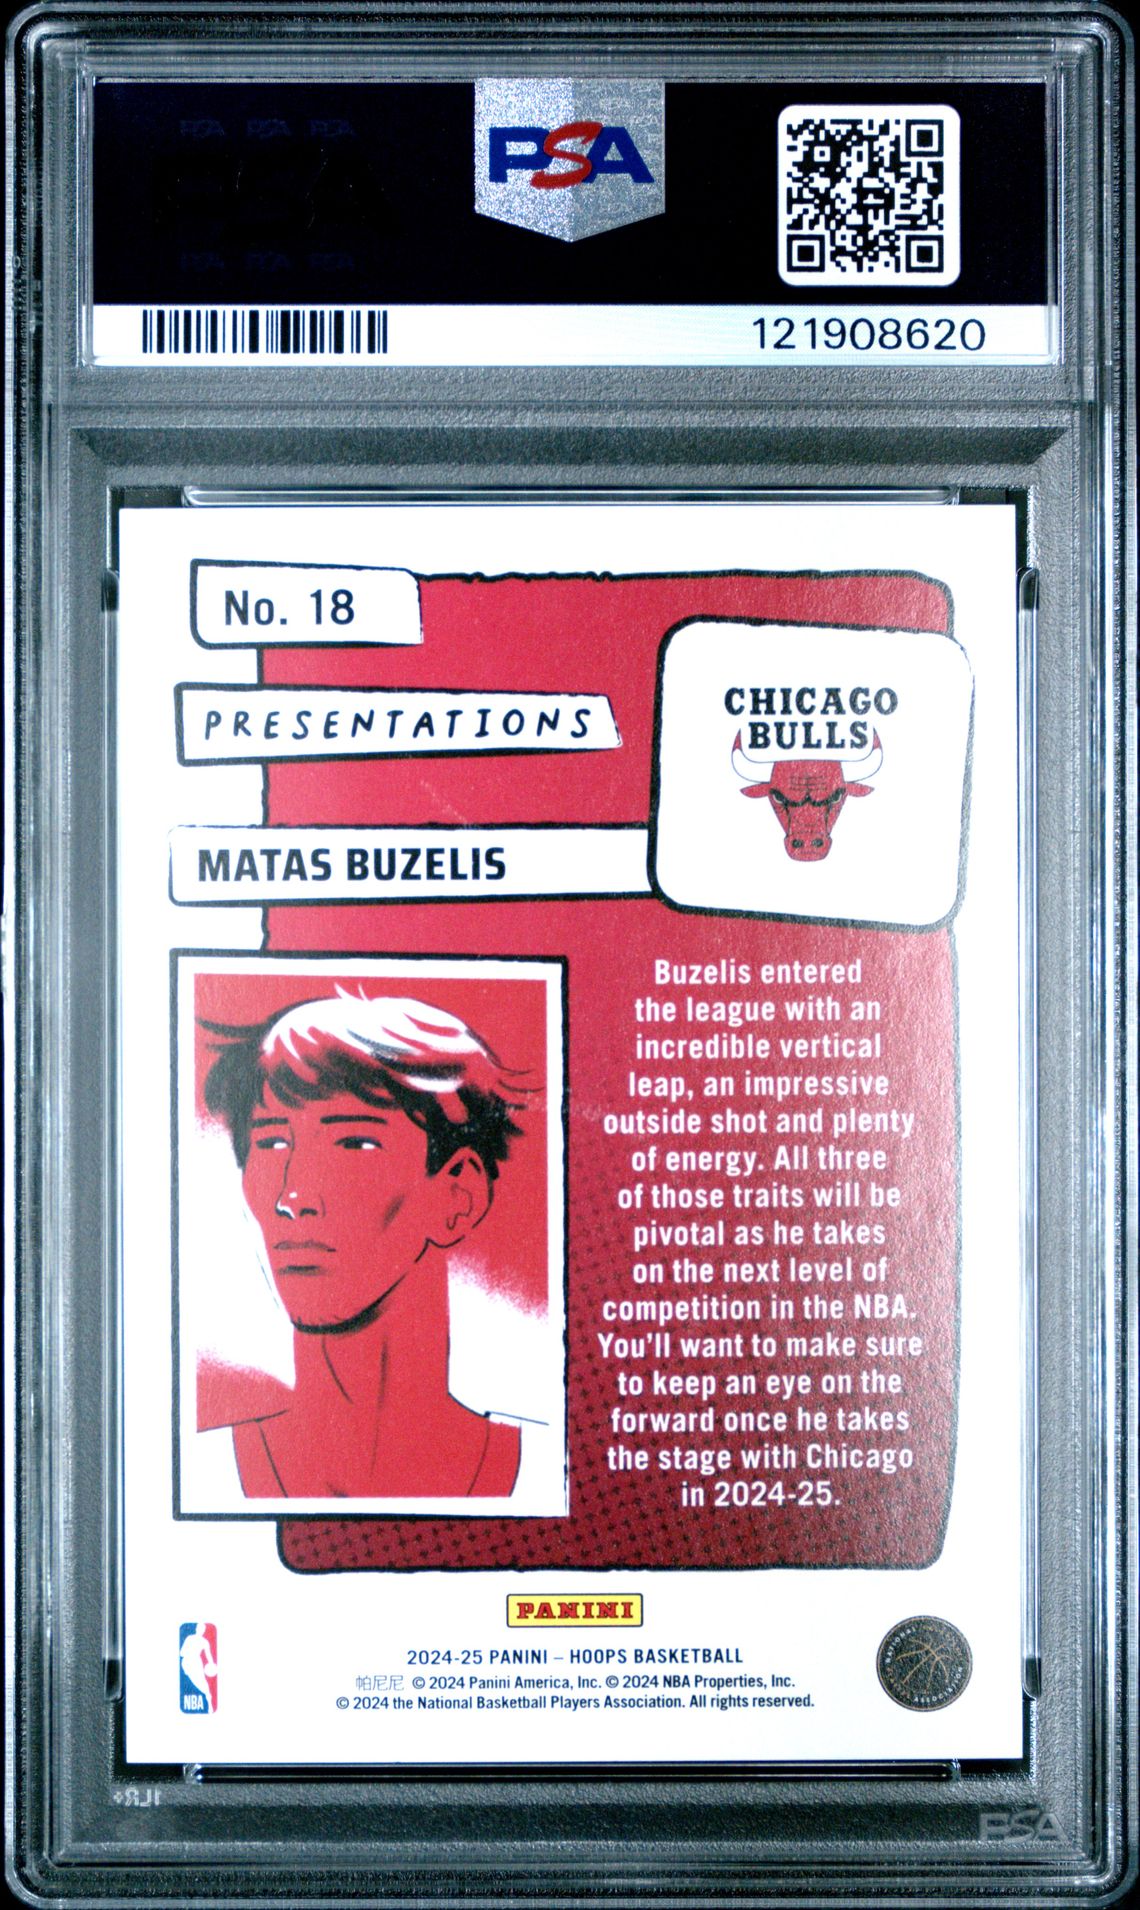 PSA
121908620
No. 18
PRESENTATIONS
CHICAGO
BULLS
MATAS BUZELIS
Buzelis entered
the league with an
incredible vertical
leap, an impressive
outside shot and plenty
of energy. All three
of those traits will be
pivotal as he takes
on the next level of
competition in the NBA.
You'll want to make sure
to keep an eye on the
forward once he takes
the stage with Chicago
in 2024-25.
PANINI
2024-25 PANINI – HOOPS BASKETBALL
帕尼尼 © 2024 Panini America, Inc. © 2024 NBA Properties, Inc.
© 2024 the National Basketball Players Association. All rights reserved.
NBA
PSA